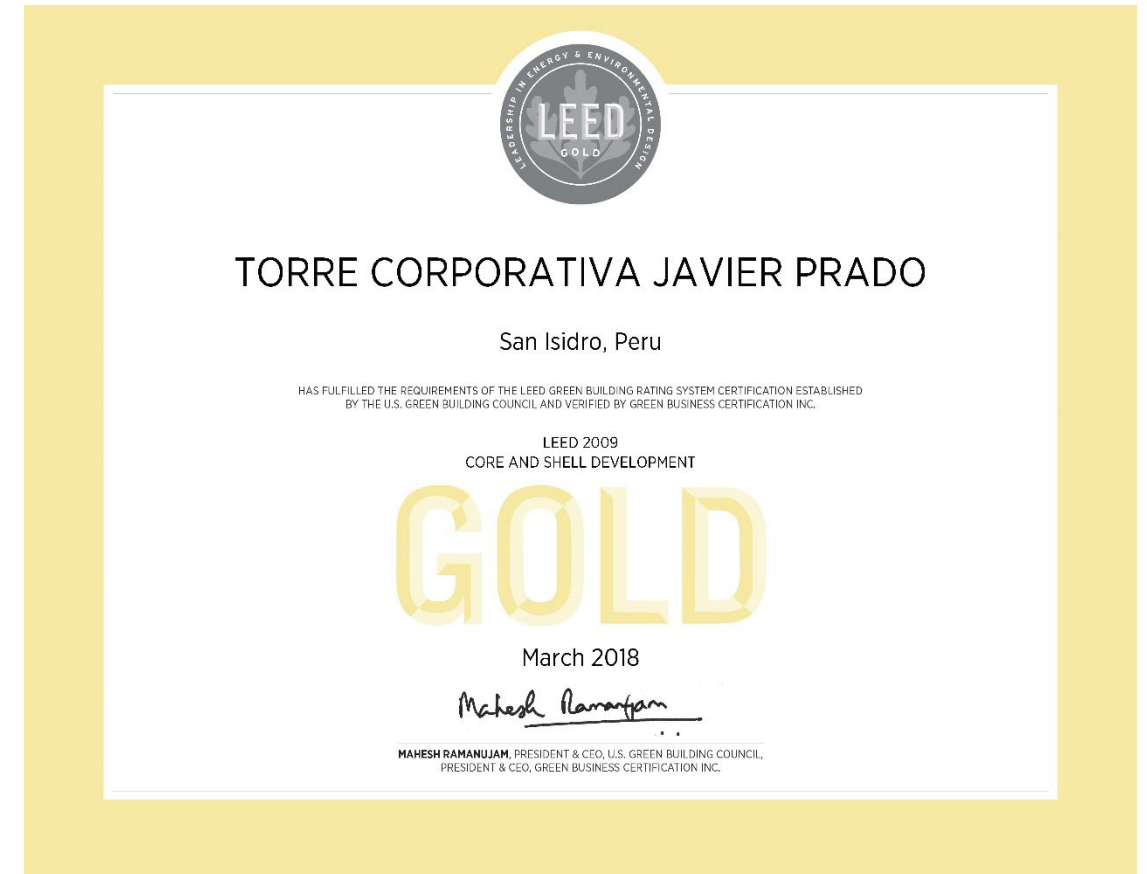 LEADERSHIP IN ENERGY & ENVIRONMENTAL DESIGN
LEED
GOLD
TORRE CORPORATIVA JAVIER PRADO
San Isidro, Peru
HAS FULFILLED THE REQUIREMENTS OF THE LEED GREEN BUILDING RATING SYSTEM CERTIFICATION ESTABLISHED
BY THE U.S. GREEN BUILDING COUNCIL AND VERIFIED BY GREEN BUSINESS CERTIFICATION INC.
LEED 2009
CORE AND SHELL DEVELOPMENT
GOLD
March 2018
Mahesh Ramanujam
MAHESH RAMANUJAM, PRESIDENT & CEO, U.S. GREEN BUILDING COUNCIL,
PRESIDENT & CEO, GREEN BUSINESS CERTIFICATION INC.